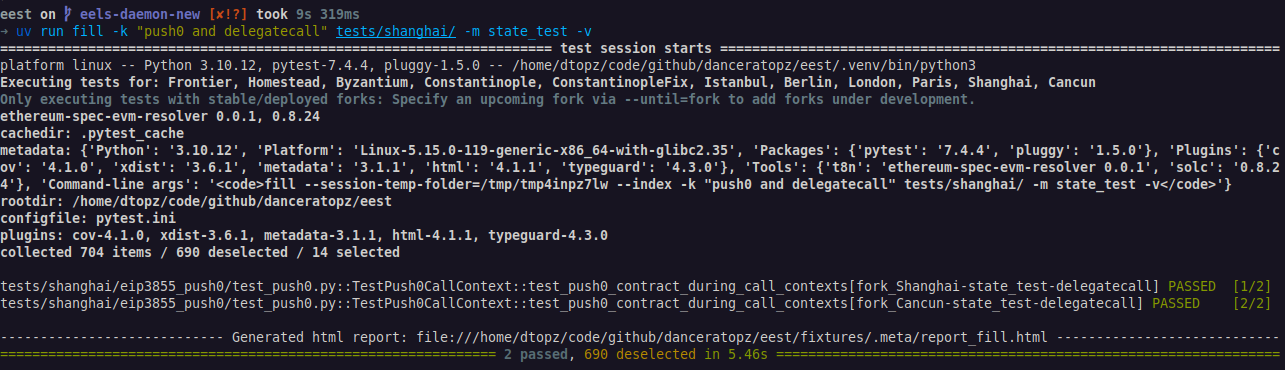 eest on eels-daemon-new [✘!?] took 9s 319ms
→ uv run fill -k "push0 and delegatecall" tests/shanghai/ -m state_test -v
===================================================================== test session starts ======================================================================
platform linux -- Python 3.10.12, pytest-7.4.4, pluggy-1.5.0 -- /home/dtopz/code/github/danceratopz/eest/.venv/bin/python3
Executing tests for: Frontier, Homestead, Byzantium, Constantinople, ConstantinopleFix, Istanbul, Berlin, London, Paris, Shanghai, Cancun
Only executing tests with stable/deployed forks: Specify an upcoming fork via --until=fork to add forks under development.
ethereum-spec-evm-resolver 0.0.1, 0.8.24
cachedir: .pytest_cache
metadata: {'Python': '3.10.12', 'Platform': 'Linux-5.15.0-119-generic-x86_64-with-glibc2.35', 'Packages': {'pytest': '7.4.4', 'pluggy': '1.5.0'}, 'Plugins': {'c
ov': '4.1.0', 'xdist': '3.6.1', 'metadata': '3.1.1', 'html': '4.1.1', 'typeguard': '4.3.0'}, 'Tools': {'t8n': 'ethereum-spec-evm-resolver 0.0.1', 'solc': '0.8.2
4'}, 'Command-line args': '<code>fill --session-temp-folder=/tmp/tmp4inpz7lw --index -k "push0 and delegatecall" tests/shanghai/ -m state_test -v</code>'}
rootdir: /home/dtopz/code/github/danceratopz/eest
configfile: pytest.ini
plugins: cov-4.1.0, xdist-3.6.1, metadata-3.1.1, html-4.1.1, typeguard-4.3.0
collected 704 items / 690 deselected / 14 selected
tests/shanghai/eip3855_push0/test_push0.py::TestPush0CallContext::test_push0_contract_during_call_contexts[fork_Shanghai-state_test-delegatecall] PASSED [1/2]
tests/shanghai/eip3855_push0/test_push0.py::TestPush0CallContext::test_push0_contract_during_call_contexts[fork_Cancun-state_test-delegatecall] PASSED [2/2]
---------------------------- Generated html report: file:///home/dtopz/code/github/danceratopz/eest/fixtures/.meta/report_fill.html ----------------------------
============================================================== 2 passed, 690 deselected in 5.46s ===============================================================